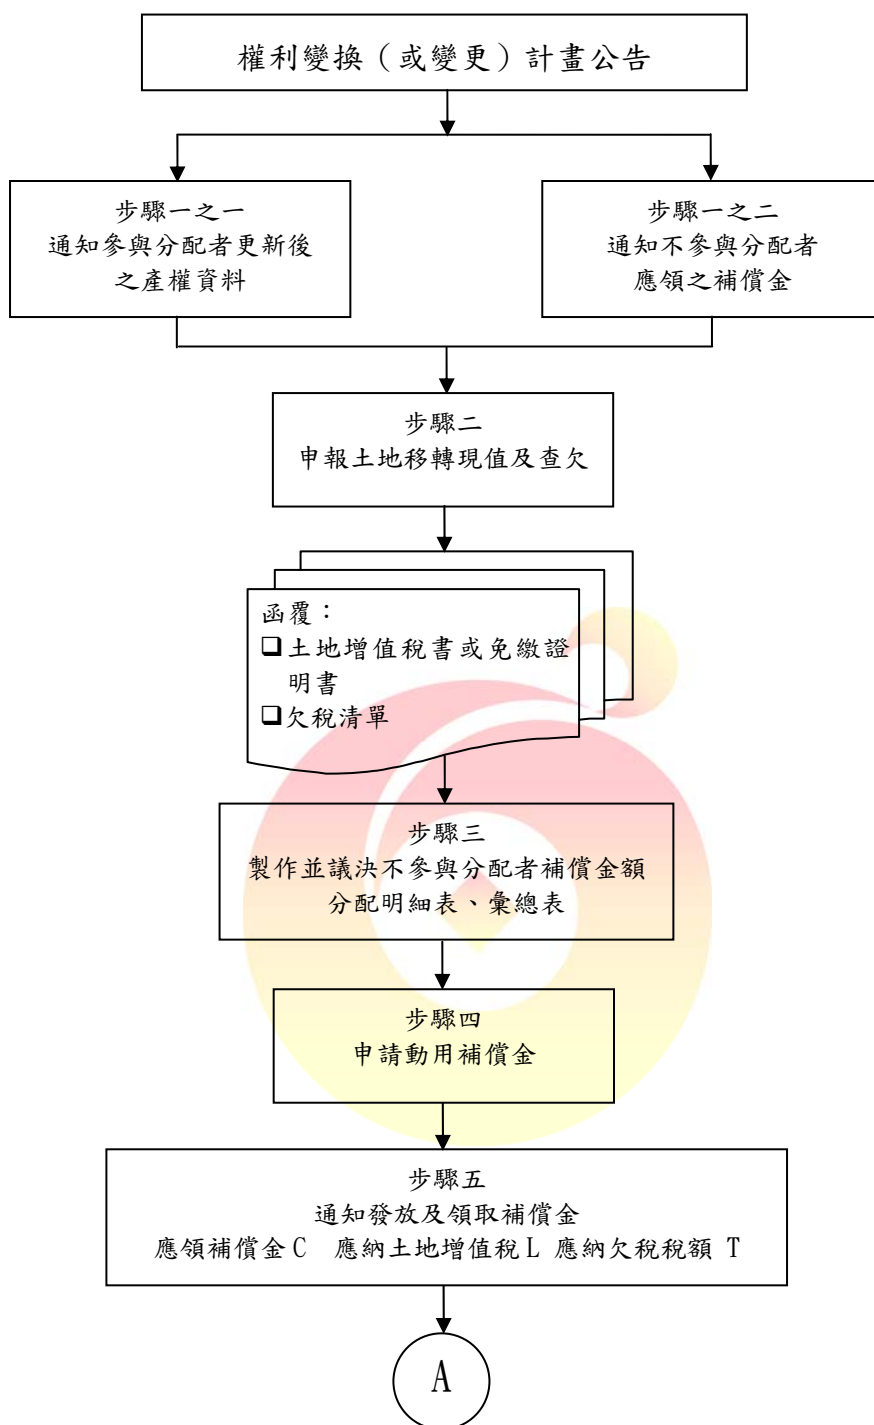 權利變換（或變更）計畫公告
步驟一之一
通知參與分配者更新後
之產權資料
步驟一之二
通知不參與分配者
應領之補償金
步驟二
申報土地移轉現值及查欠
函覆：
❑土地增值稅書或免繳證
明書
❑欠稅清單
步驟三
製作並議決不參與分配者補償金額
分配明細表、彙總表
步驟四
申請動用補償金
步驟五
通知發放及領取補償金
應領補償金C　應納土地增值稅L 應納欠稅稅額 T
A